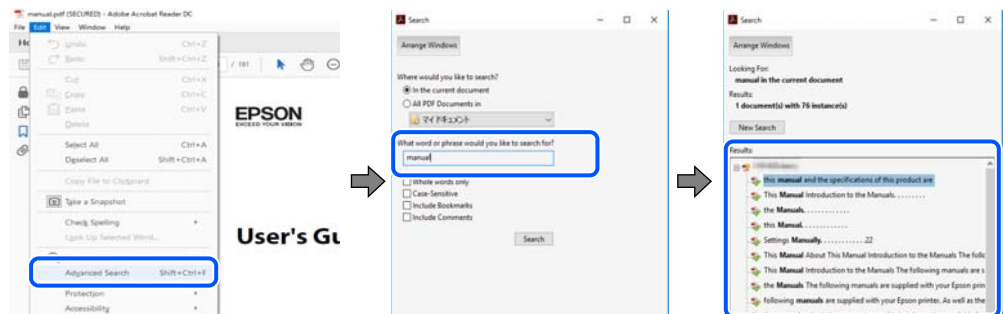 manual.pdf (SECURED) - Adobe Acrobat Reader DC
File Edit View Window Help
Undo Ctrl+Z
Redo Shift+Ctrl+Z
Cut Ctrl+X
Copy Ctrl+C
Paste Ctrl+V
Delete
Select All Ctrl+A
Deselect All Shift+Ctrl+A
Copy File to Clipboard
Take a Snapshot
Check Spelling
Look Up Selected Word...
Advanced Search Shift+Ctrl+F
Protection
Accessibility
/ 181
EPSON
EXCEED YOUR VISION
User's Gu
Search
Arrange Windows
Where would you like to search?
In the current document
All PDF Documents in
マイ ドキュメント
What word or phrase would you like to search for?
manual
Whole words only
Case-Sensitive
Include Bookmarks
Include Comments
Search
Search
Arrange Windows
Looking For:
manual in the current document
Results:
1 document(s) with 76 instance(s)
New Search
Results:
this manual and the specifications of this product are
This Manual Introduction to the Manuals. . . . . . . . .
the Manuals. . . . . . . . . . . . .
this Manual. . . . . . . . . . . . .
Settings Manually. . . . . . . . . . . . .22
This Manual About This Manual Introduction to the Manuals The follo
This Manual Introduction to the Manuals The following manuals are s
the Manuals The following manuals are supplied with your Epson prin
following manuals are supplied with your Epson printer. As well as the